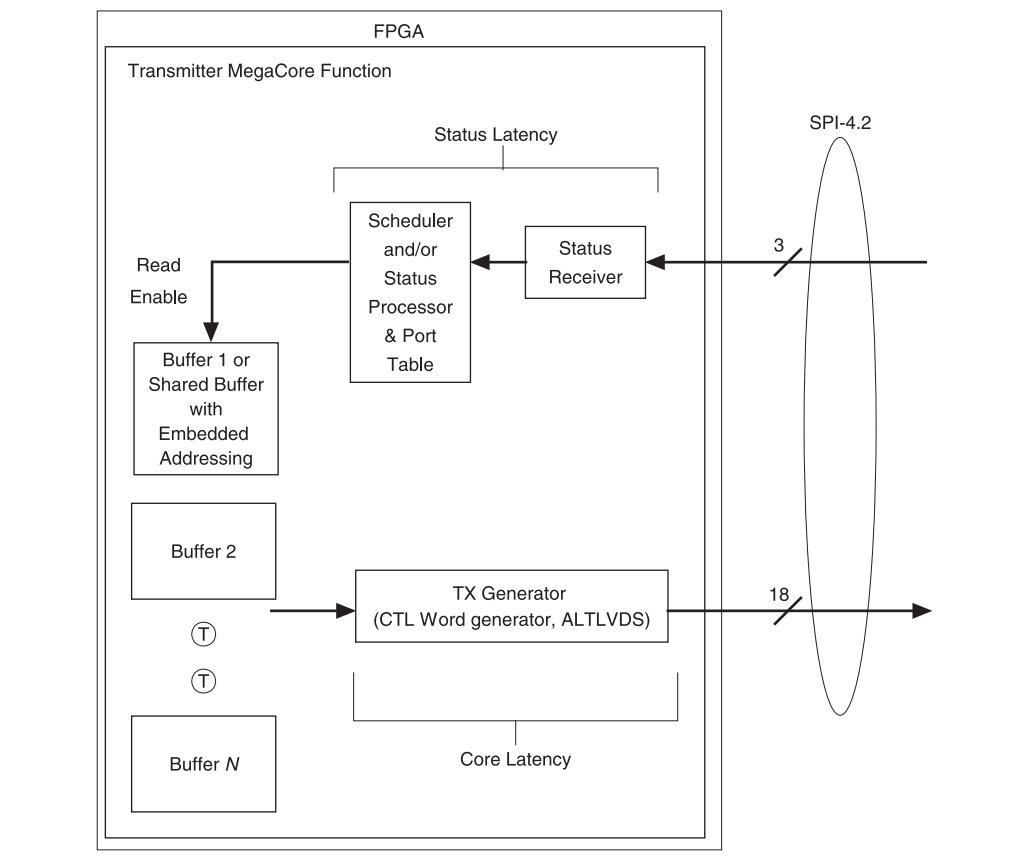 FPGA
Transmitter MegaCore Function
SPI-4.2
Status Latency
Scheduler
and/or
Status
Processor
& Port
Table
Status
Receiver
3
Read
Enable
Buffer 1 or
Shared Buffer
with
Embedded
Addressing
Buffer 2
TX Generator
(CTL Word generator, ALTLVDS)
18
T
T
Core Latency
Buffer N